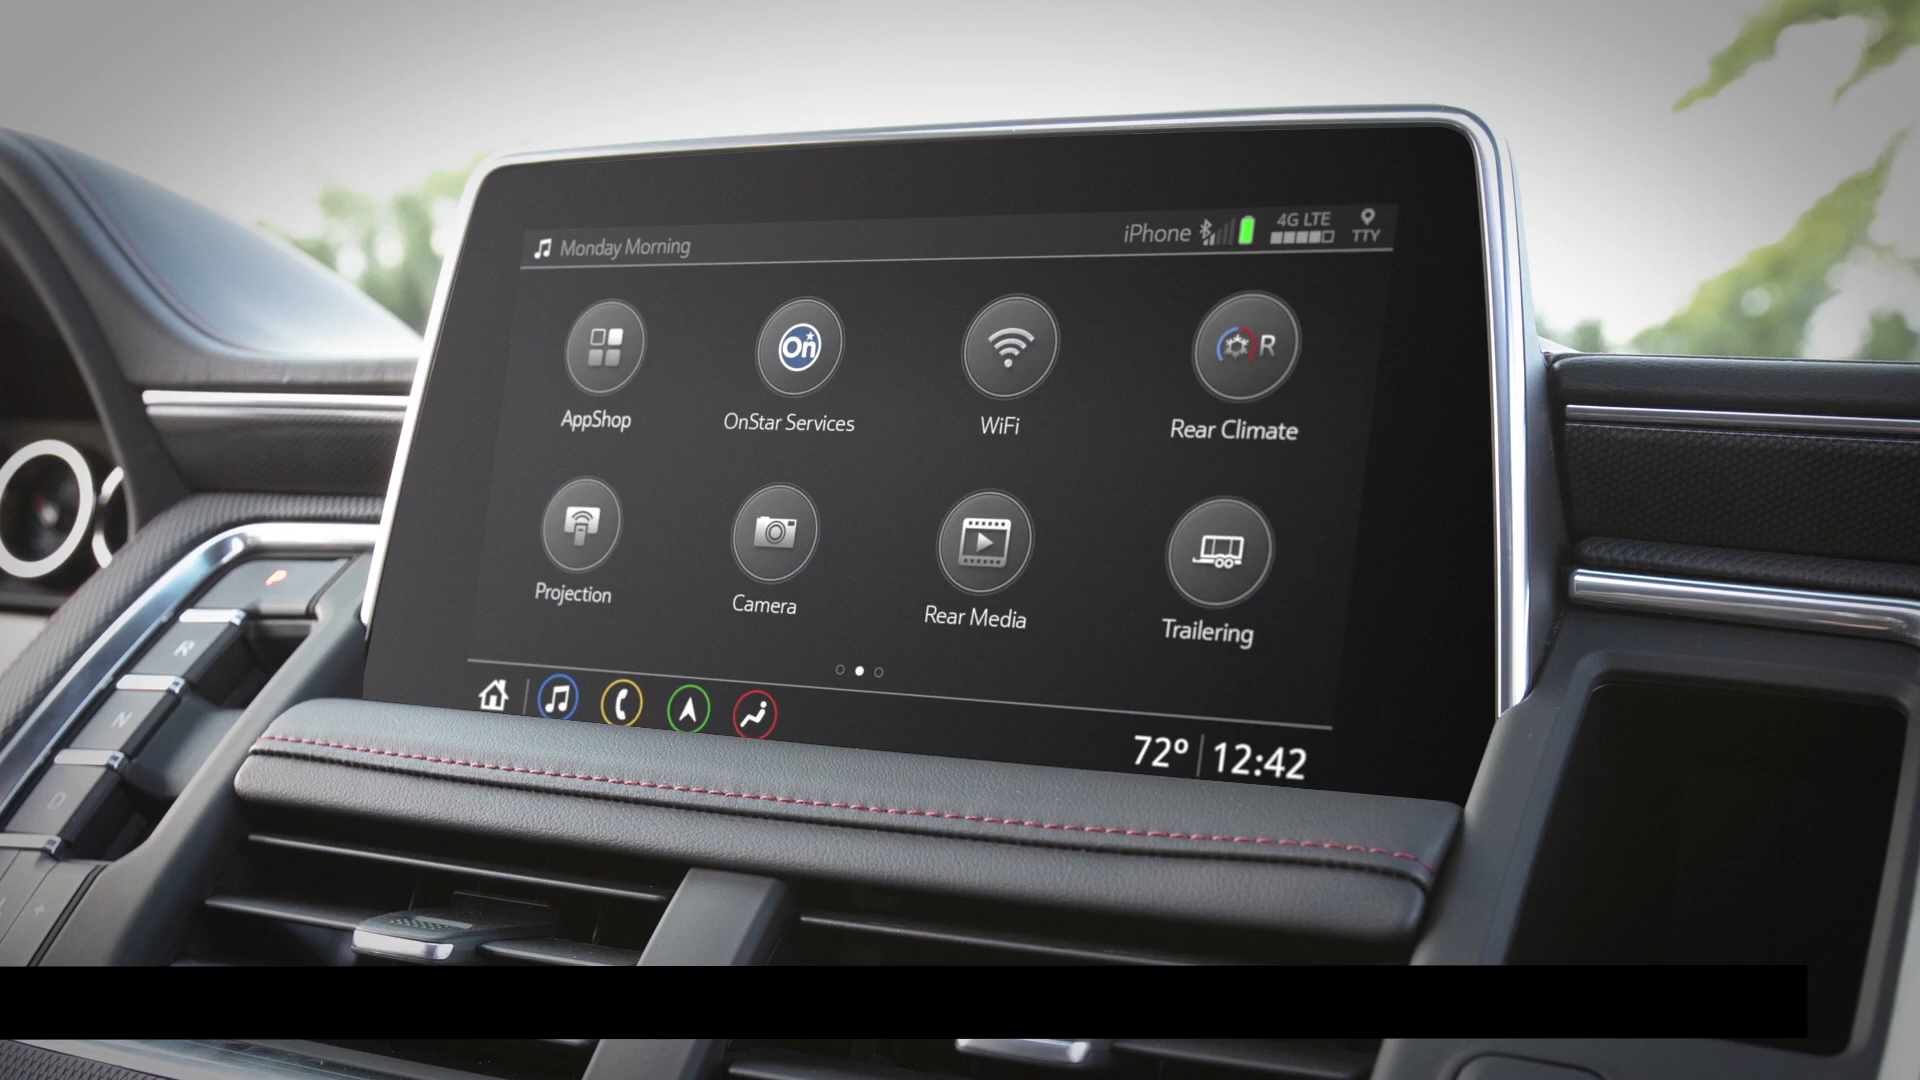 Monday Morning
iPhone
4G LTE
TTY
AppShop
On
OnStar Services
WiFi
R
Rear Climate
Projection
Camera
Rear Media
Trailering
72° 12:42
P
R
N
D